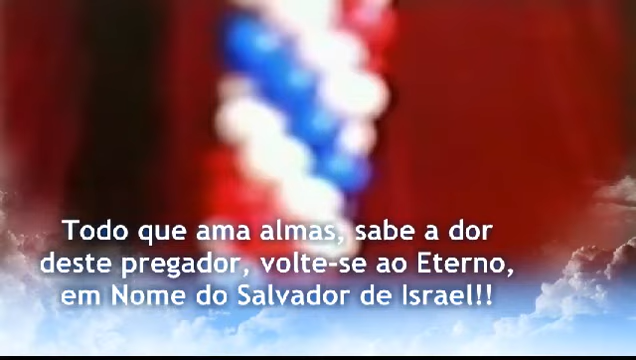 Todo que ama almas, sabe a dor
deste pregador, volte-se ao Eterno,
em Nome do Salvador de Israel!!